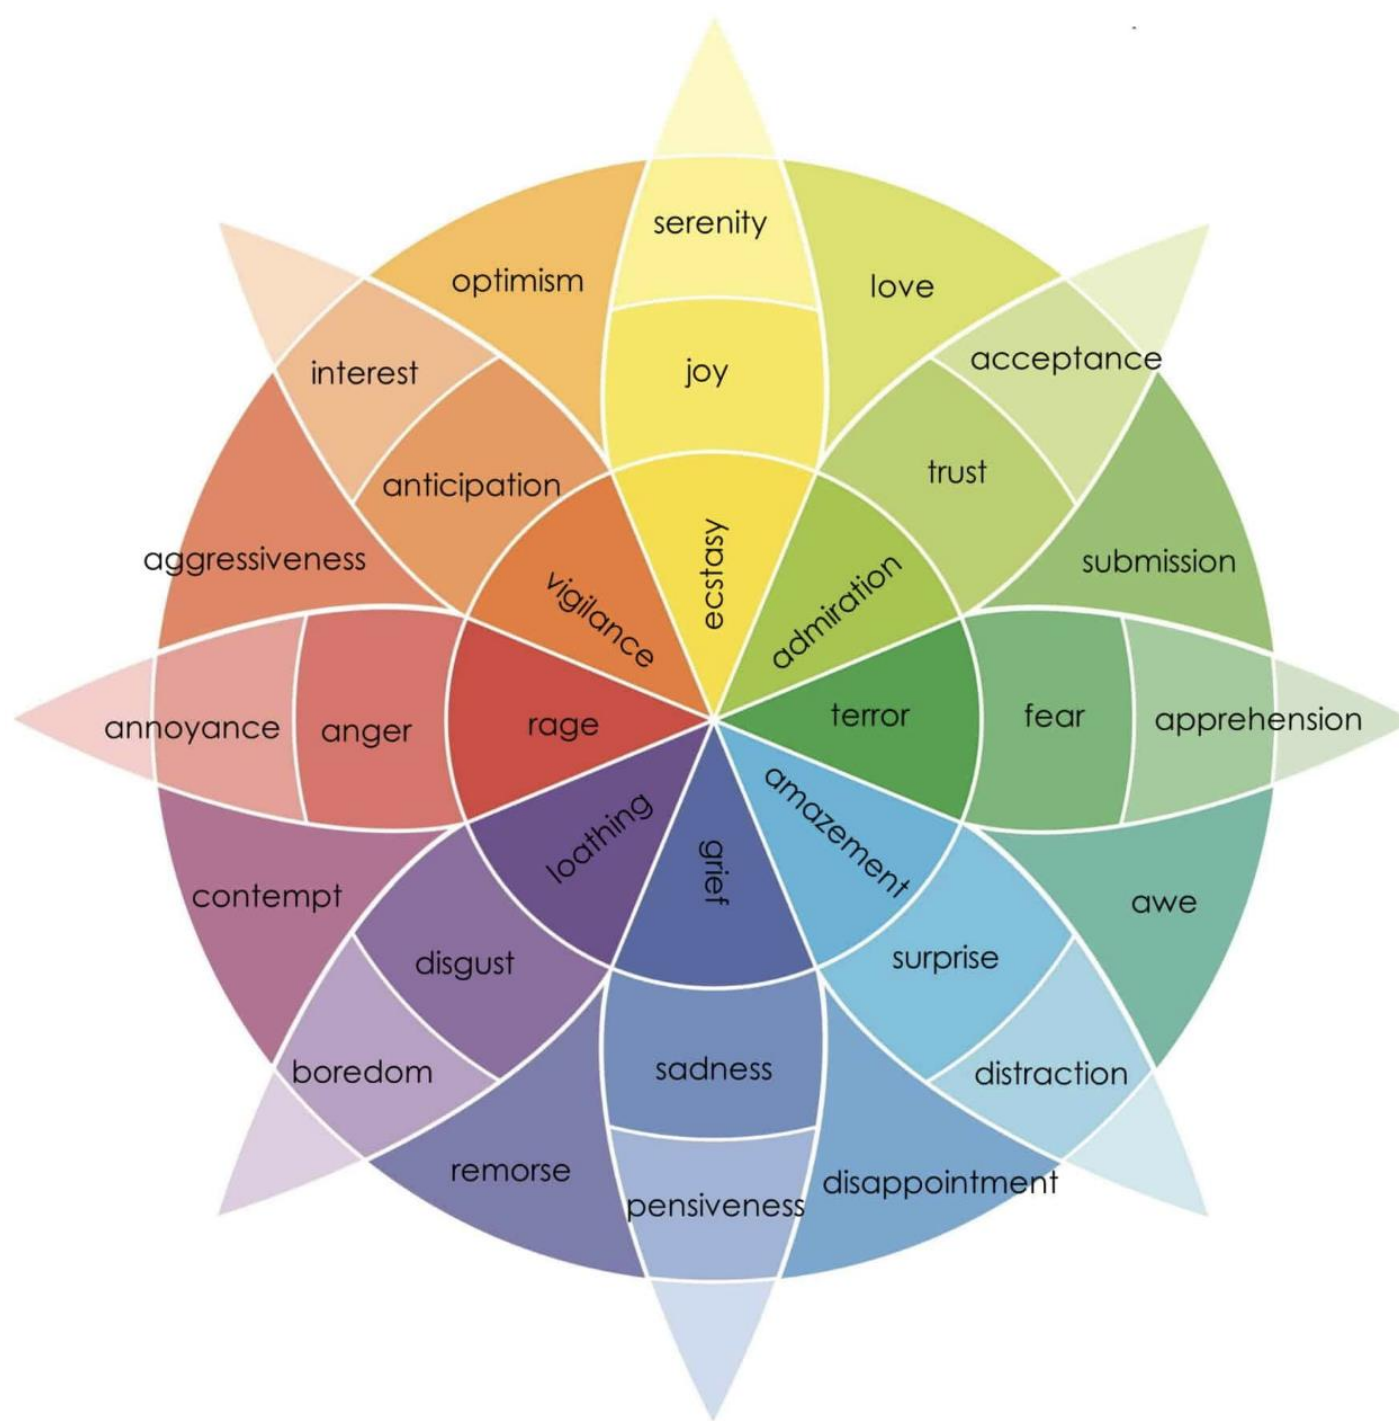 serenity
optimism
love
acceptance
interest
joy
trust
anticipation
ecstasy
aggressiveness
submission
vigilance
admiration
annoyance
anger
rage
terror
fear
apprehension
loathing
grief
amazement
contempt
awe
disgust
surprise
boredom
sadness
distraction
remorse
pensiveness
disappointment